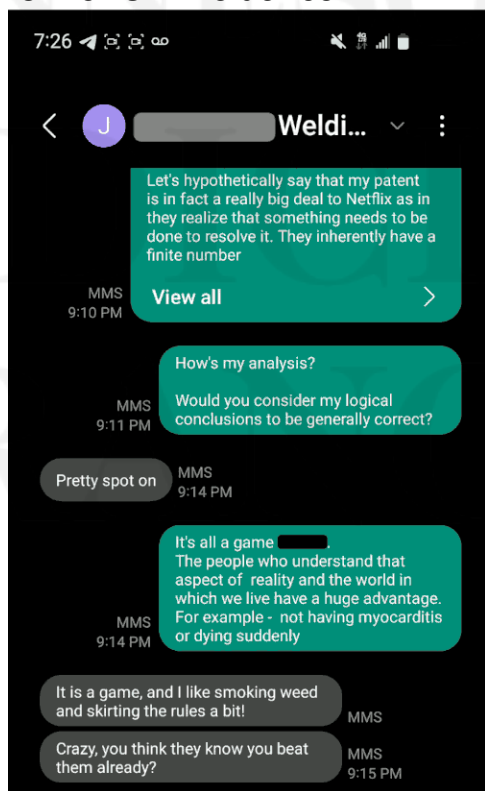 7:26
J Weldi...
Let's hypothetically say that my patent
is in fact a really big deal to Netflix as in
they realize that something needs to be
done to resolve it. They inherently have a
finite number
MMS
9:10 PM
View all
How's my analysis?
Would you consider my logical
conclusions to be generally correct?
MMS
9:11 PM
Pretty spot on
MMS
9:14 PM
It's all a game .
The people who understand that
aspect of reality and the world in
which we live have a huge advantage.
For example - not having myocarditis
or dying suddenly
MMS
9:14 PM
It is a game, and I like smoking weed
and skirting the rules a bit!
MMS
Crazy, you think they know you beat
them already?
MMS
9:15 PM